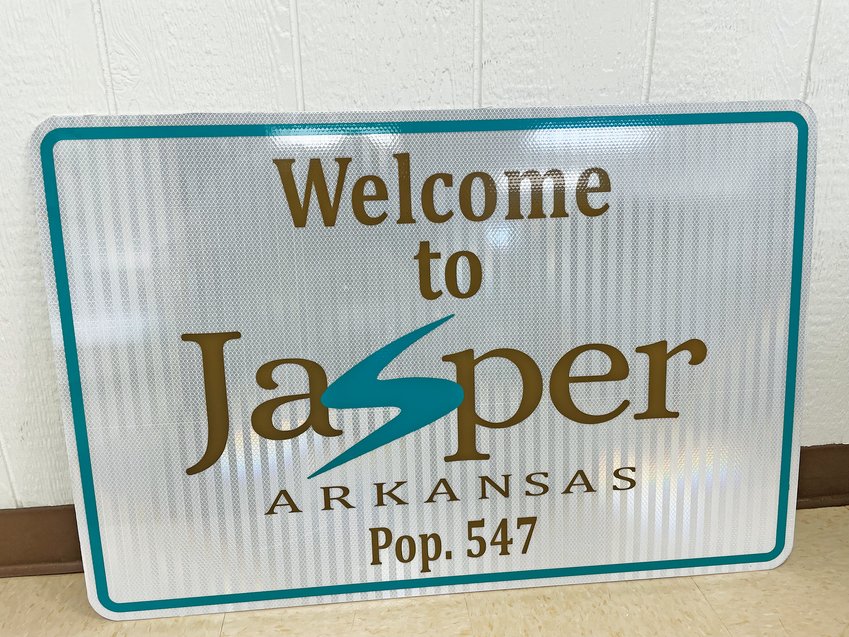 Welcome
to
Jasper
ARKANSAS
Pop. 547